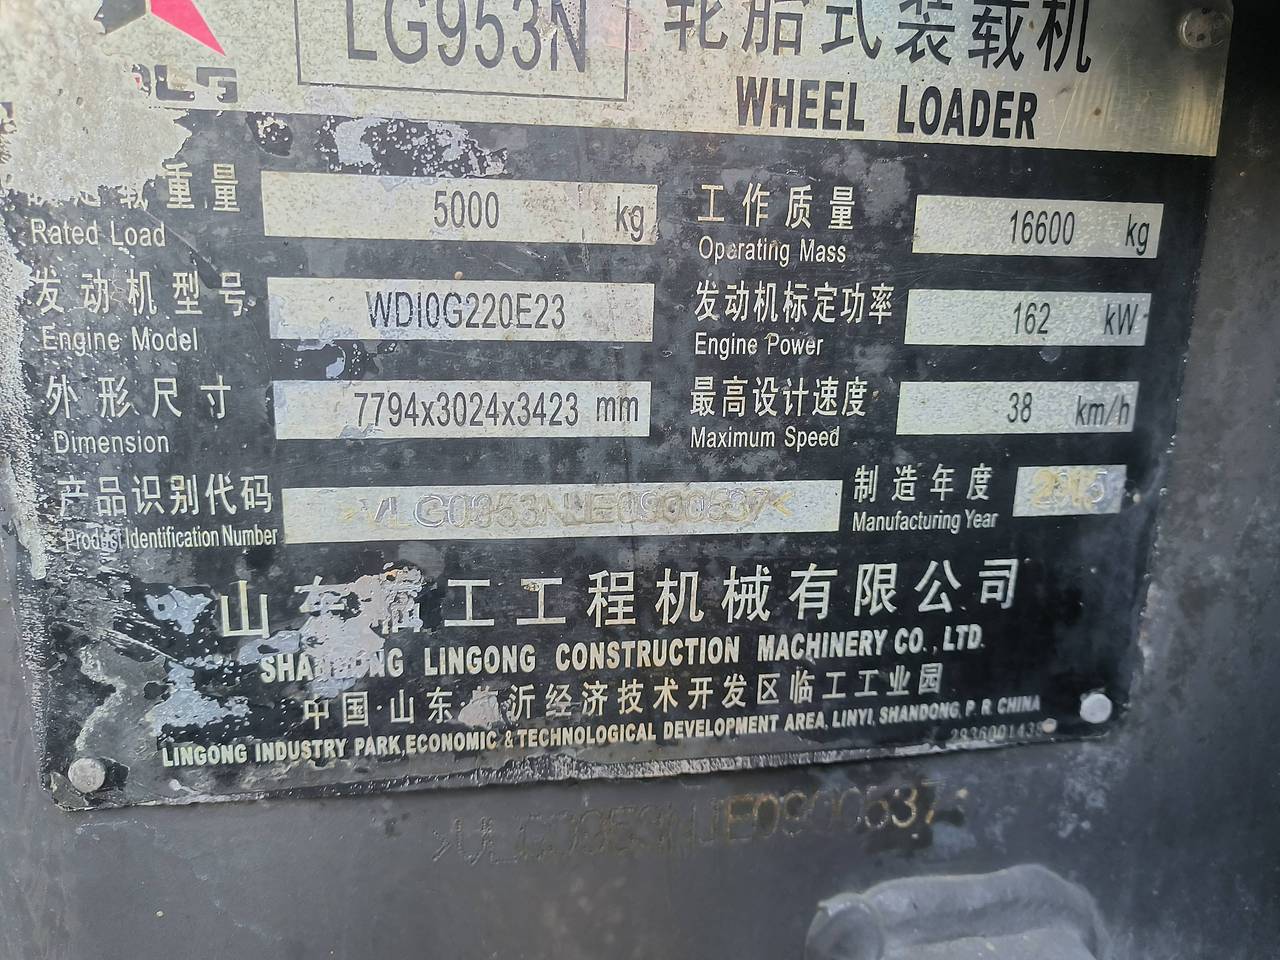 LG953N 轮胎式装载机
WHEEL LOADER
载重量 5000 kg 工作质量 16600 kg
Rated Load Operating Mass
发动机型号 WD10G220E23 发动机标定功率 162 kW
Engine Model Engine Power
外形尺寸 7794x3024x3423 mm 最高设计速度 38 km/h
Dimension Maximum Speed
产品识别代码 制造年度
Product Identification Number Manufacturing Year
山东临工工程机械有限公司
SHANDONG LINGONG CONSTRUCTION MACHINERY CO.,LTD.
中国·山东·临沂经济技术开发区临工工业园
LINGONG INDUSTRY PARK,ECONOMIC & TECHNOLOGICAL DEVELOPMENT AREA, LINYI, SHANDONG, P R CHINA